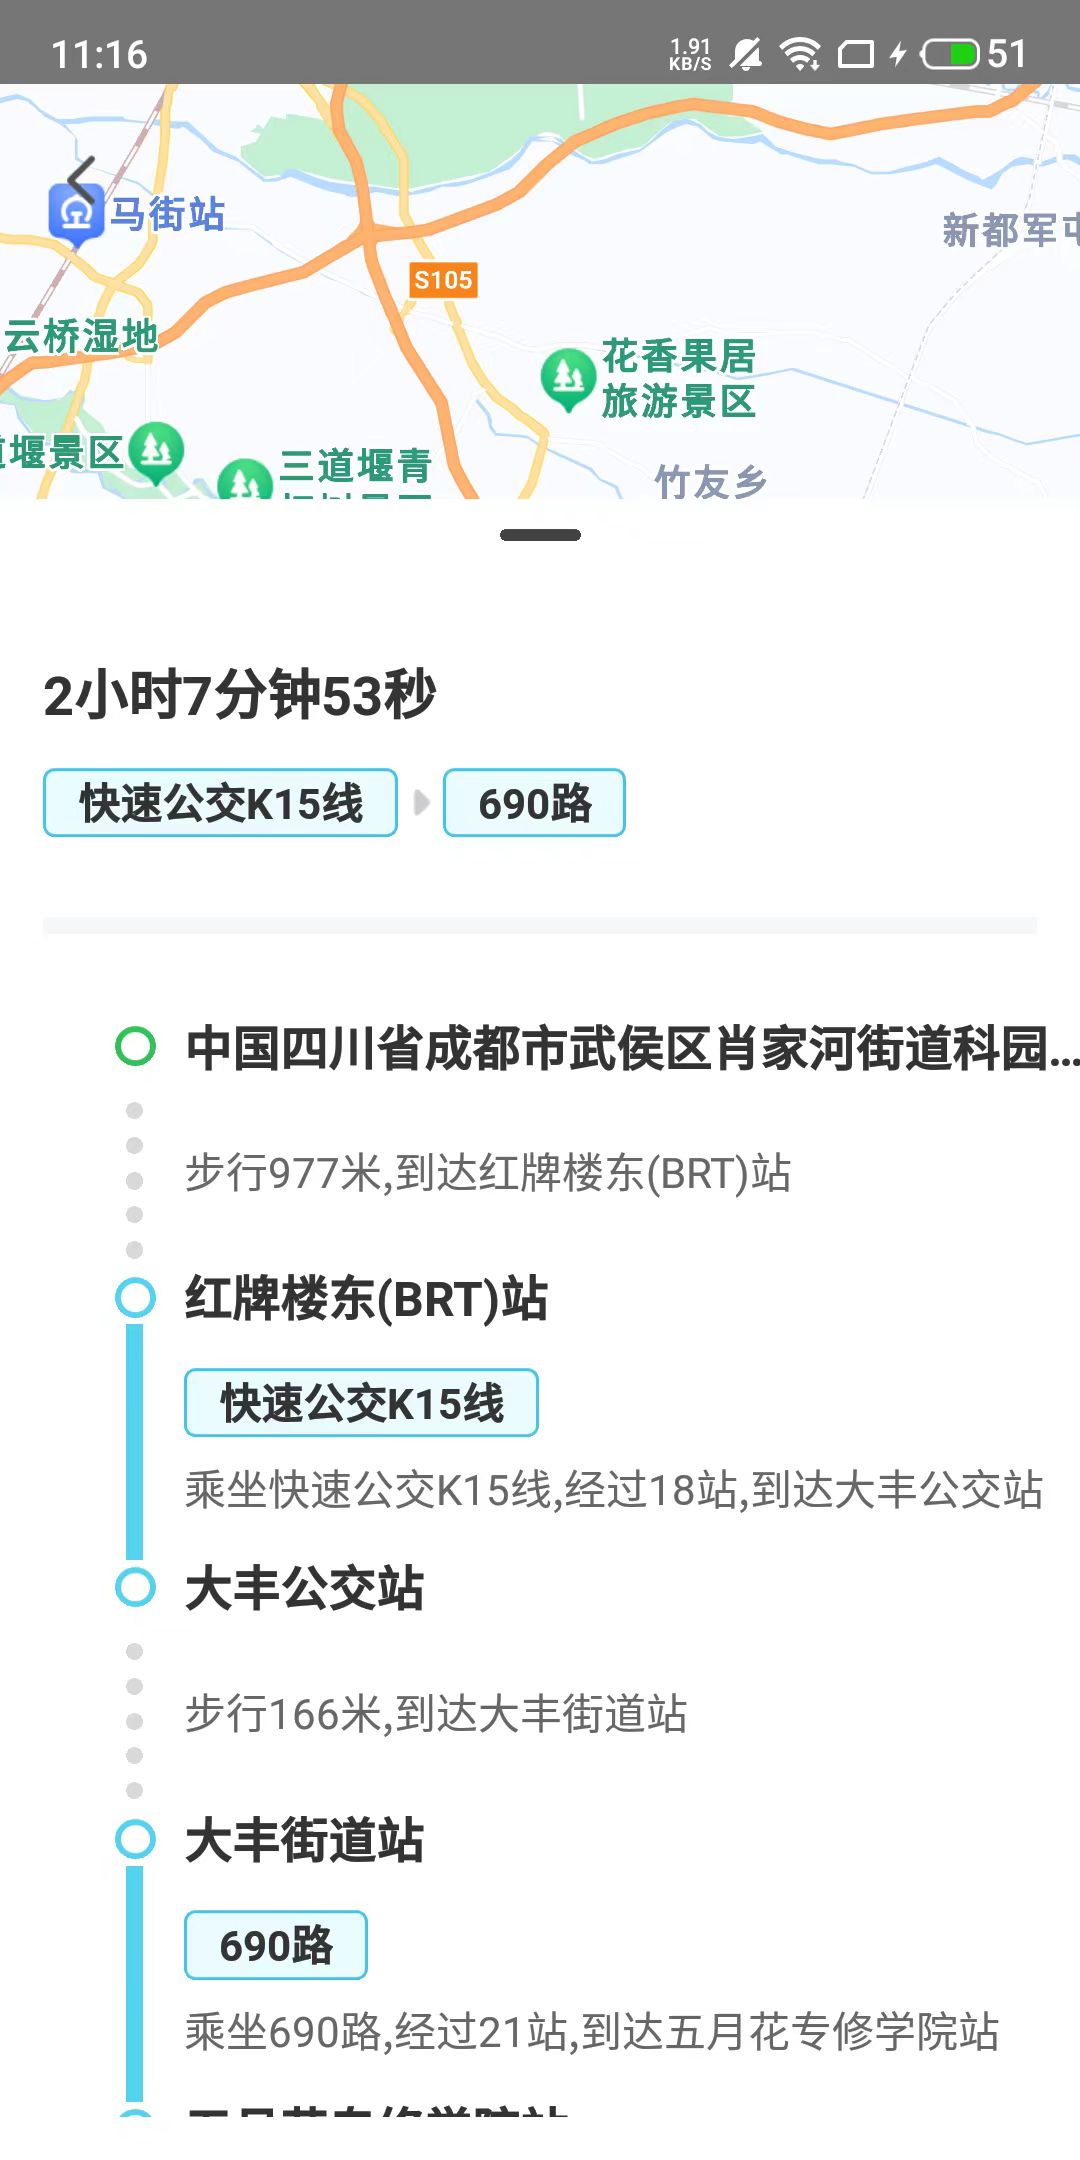 11:16
1.91
KB/S
51
马街站
新都军屯
S105
云桥湿地
花香果居
旅游景区
堰景区
三道堰青
竹友乡
2小时7分钟53秒
快速公交K15线
690路
中国四川省成都市武侯区肖家河街道科园...
步行977米,到达红牌楼东(BRT)站
红牌楼东(BRT)站
快速公交K15线
乘坐快速公交K15线,经过18站,到达大丰公交站
大丰公交站
步行166米,到达大丰街道站
大丰街道站
690路
乘坐690路,经过21站,到达五月花专修学院站
五月花专修学院站